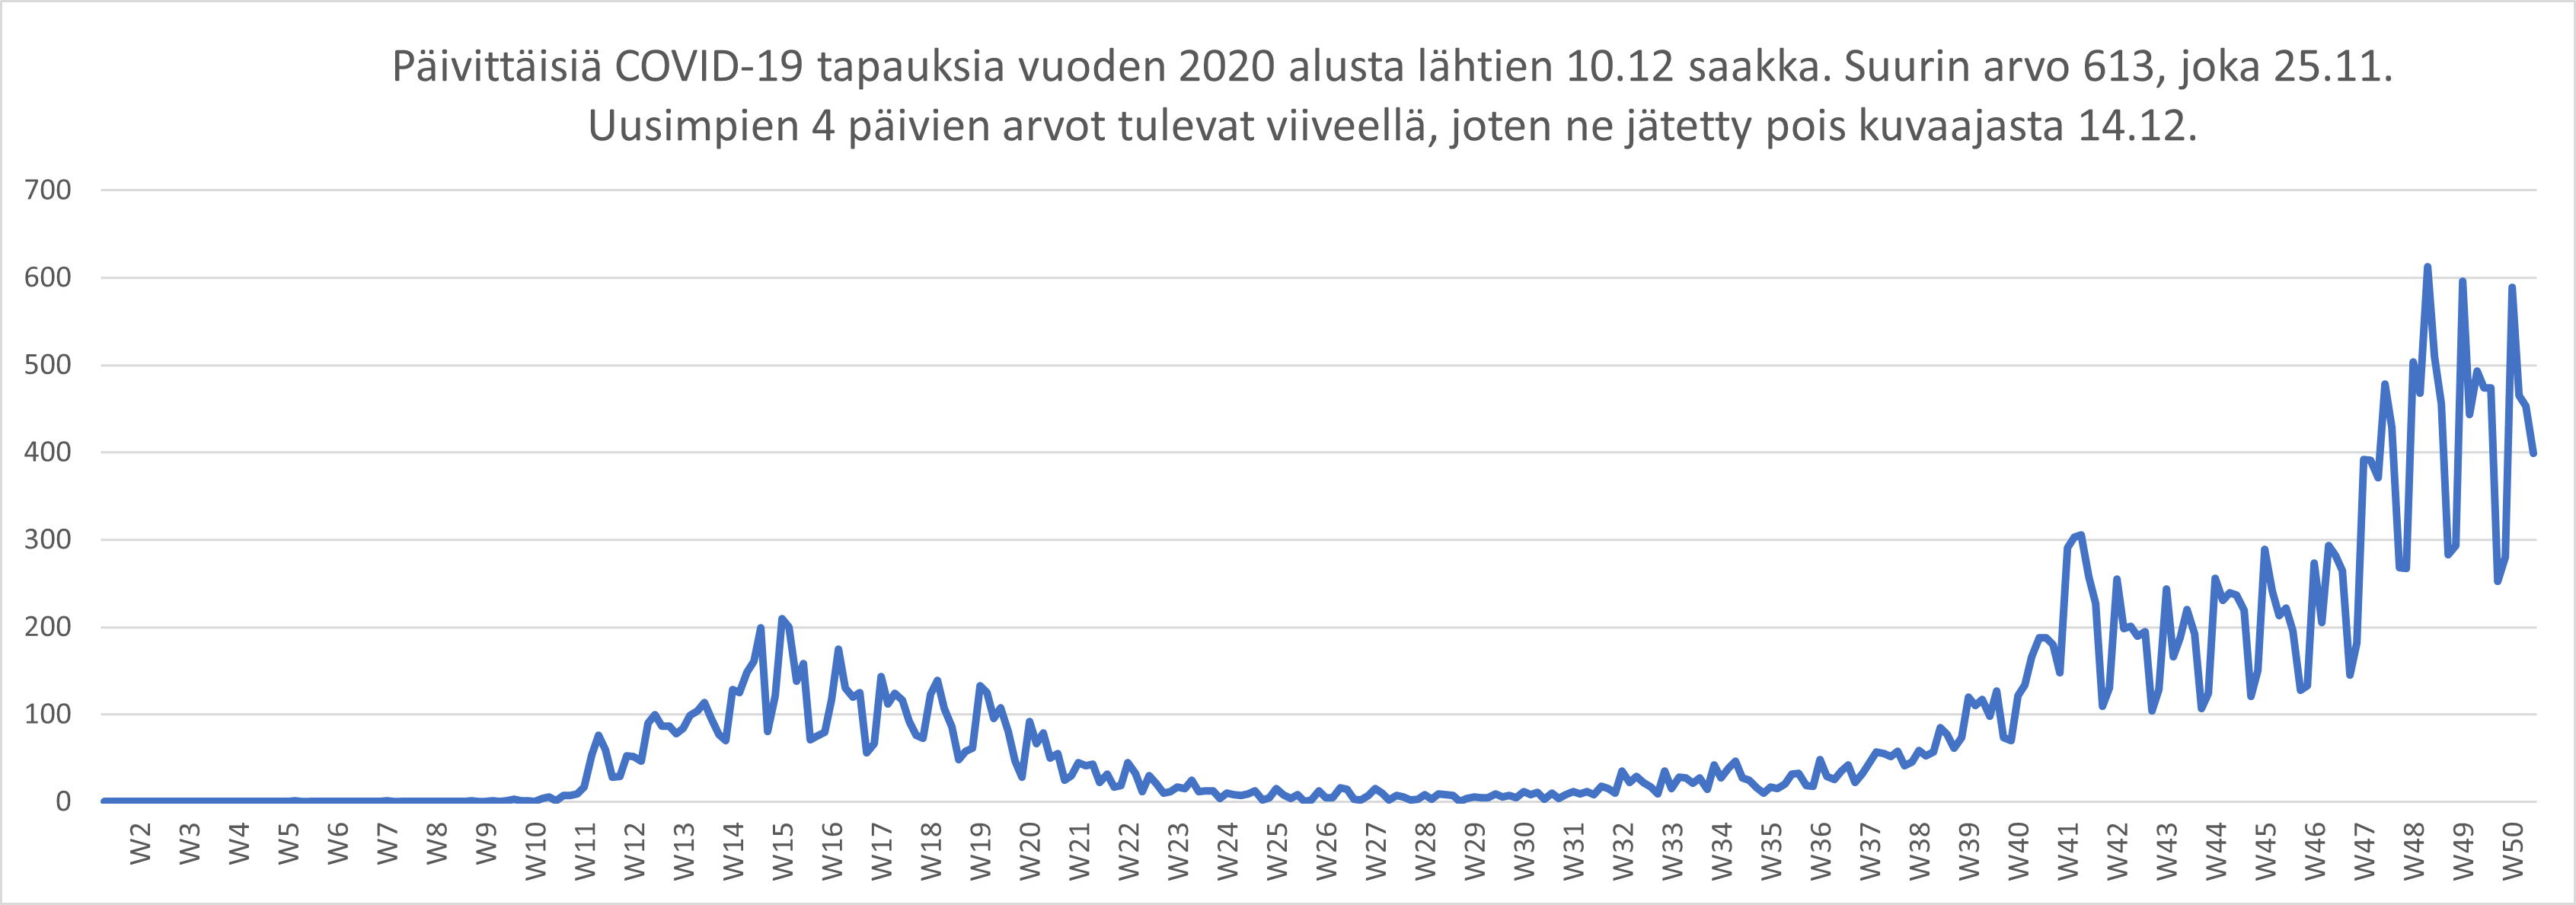 Päivittäisiä COVID-19 tapauksia vuoden 2020 alusta lähtien 10.12 saakka. Suurin arvo 613, joka 25.11.
Uusimpien 4 päivien arvot tulevat viiveellä, joten ne jätetty pois kuvaajasta 14.12.
700
600
500
400
300
200
100
0
W2
W3
W4
W5
W6
W7
W8
W9
W10
W11
W12
W13
W14
W15
W16
W17
W18
W19
W20
W21
W22
W23
W24
W25
W26
W27
W28
W29
W30
W31
W32
W33
W34
W35
W36
W37
W38
W39
W40
W41
W42
W43
W44
W45
W46
W47
W48
W49
W50